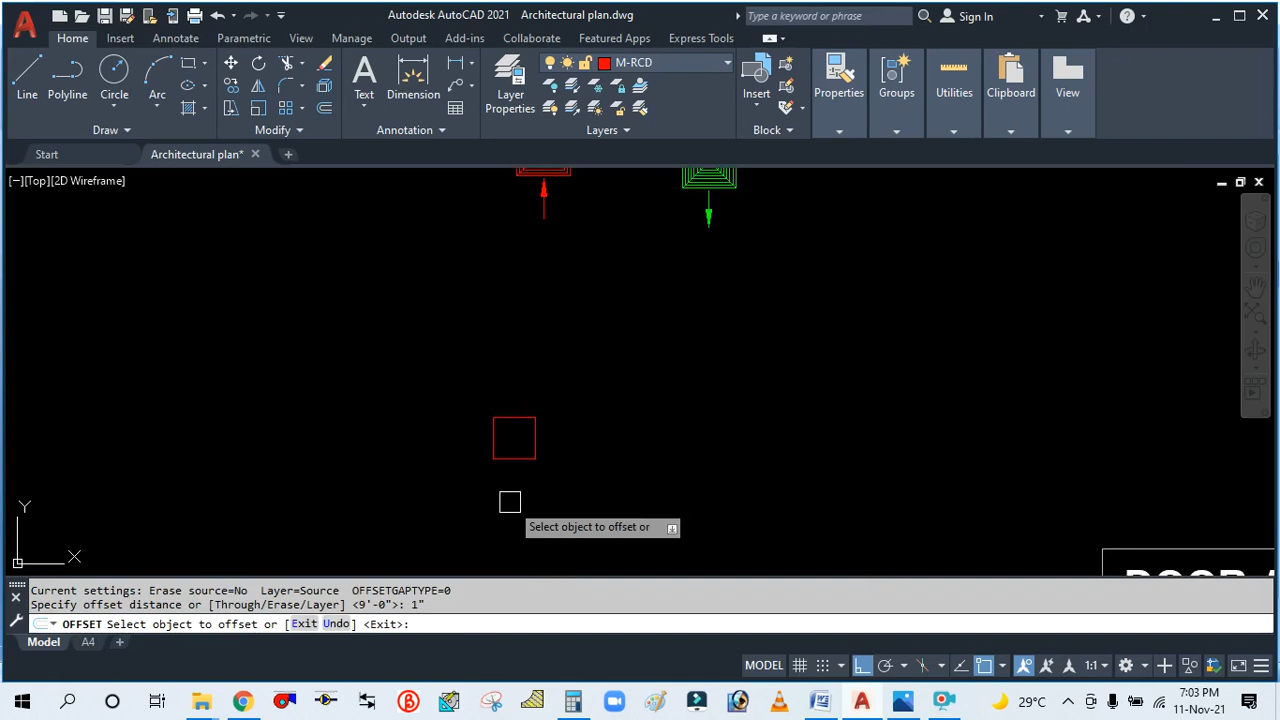 Autodesk AutoCAD 2021 Architectural plan.dwg
Type a keyword or phrase
Sign In
Home Insert Annotate Parametric View Manage Output Add-ins Collaborate Featured Apps Express Tools
M-RCD
Line Polyline Circle Arc Text Dimension Layer Properties Insert Properties Groups Utilities Clipboard View
Draw Modify Annotation Layers Block
Start Architectural plan*
[−][Top][2D Wireframe]
Select object to offset or
Y
X
Current settings: Erase source=No Layer=Source OFFSETGAPTYPE=0
Specify offset distance or [Through/Erase/Layer] <9'-0">: 1"
OFFSET Select object to offset or [Exit Undo] <Exit>:
Model A4
MODEL 1:1
29°C 7:03 PM
11-Nov-21